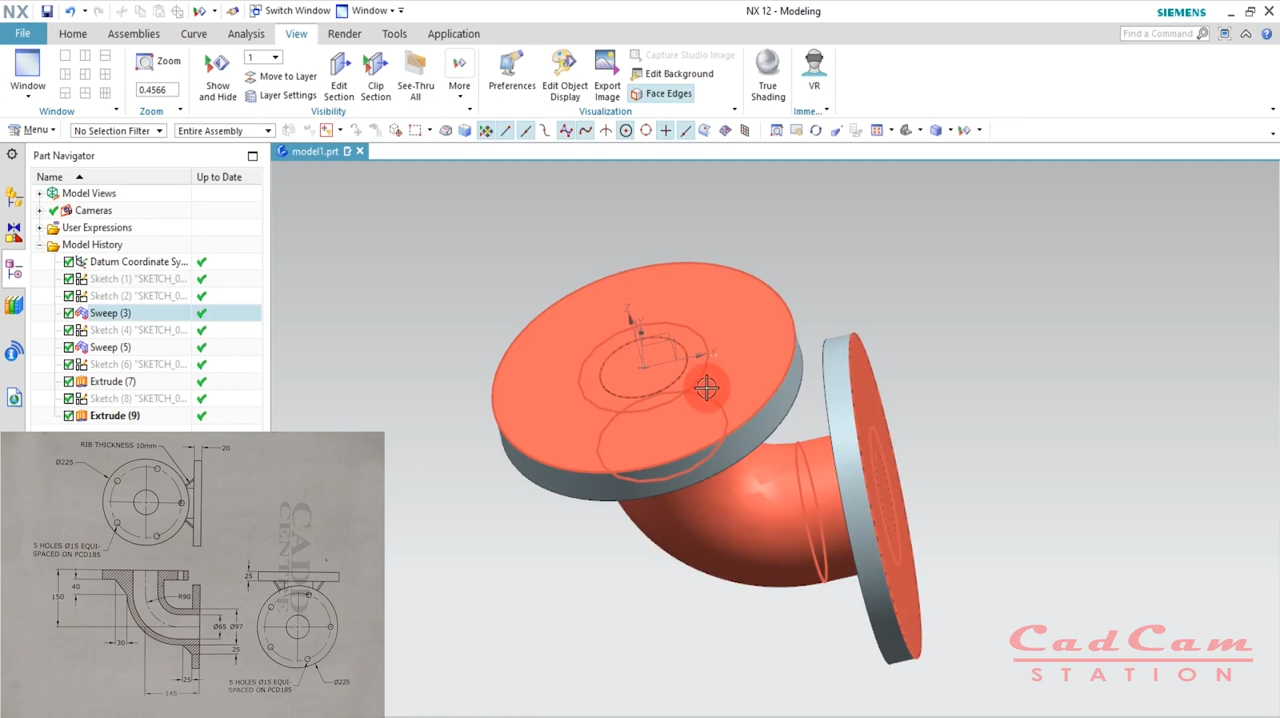 NX
Switch Window
Window
NX 12 - Modeling
SIEMENS
File
Home
Assemblies
Curve
Analysis
View
Render
Tools
Application
Find a Command
Window
Zoom
0.4566
Show and Hide
1
Move to Layer
Layer Settings
Edit Section
Clip Section
See-Thru All
More
Preferences
Edit Object Display
Export Image
Capture Studio Image
Edit Background
Face Edges
True Shading
VR
Window
Zoom
Visibility
Visualization
Imme...
Menu
No Selection Filter
Entire Assembly
Part Navigator
model1.prt
Name
Up to Date
Model Views
Cameras
User Expressions
Model History
Datum Coordinate Sy...
Sketch (1) "SKETCH_0...
Sketch (2) "SKETCH_0...
Sweep (3)
Sketch (4) "SKETCH_0...
Sweep (5)
Sketch (6) "SKETCH_0...
Extrude (7)
Sketch (8) "SKETCH_0...
Extrude (9)
Z
Y
X
RIB THICKNESS 10mm
20
Ø225
5 HOLES Ø15 EQUI-
SPACED ON PCD185
CADD CENTRE
25
40
150
R90
Ø65
Ø97
30
25
25
145
5 HOLES Ø15 EQUI-
SPACED ON PCD185
Ø225
CadCam
STATION